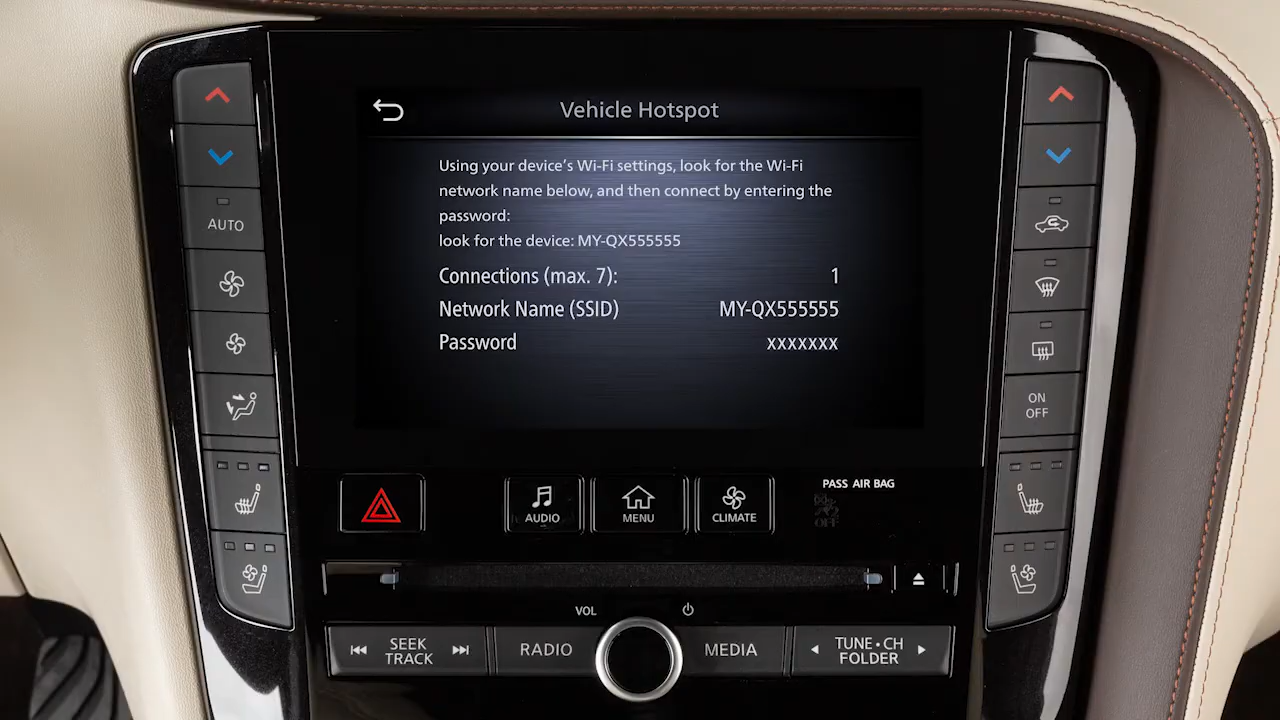 Vehicle Hotspot
Using your device's Wi-Fi settings, look for the Wi-Fi
network name below, and then connect by entering the
password:
look for the device: MY-QX555555
Connections (max. 7): 1
Network Name (SSID) MY-QX555555
Password xxxxxxx
AUTO
ON
OFF
PASS AIR BAG
OFF
AUDIO
MENU
CLIMATE
VOL
SEEK
TRACK
RADIO
MEDIA
TUNE•CH
FOLDER